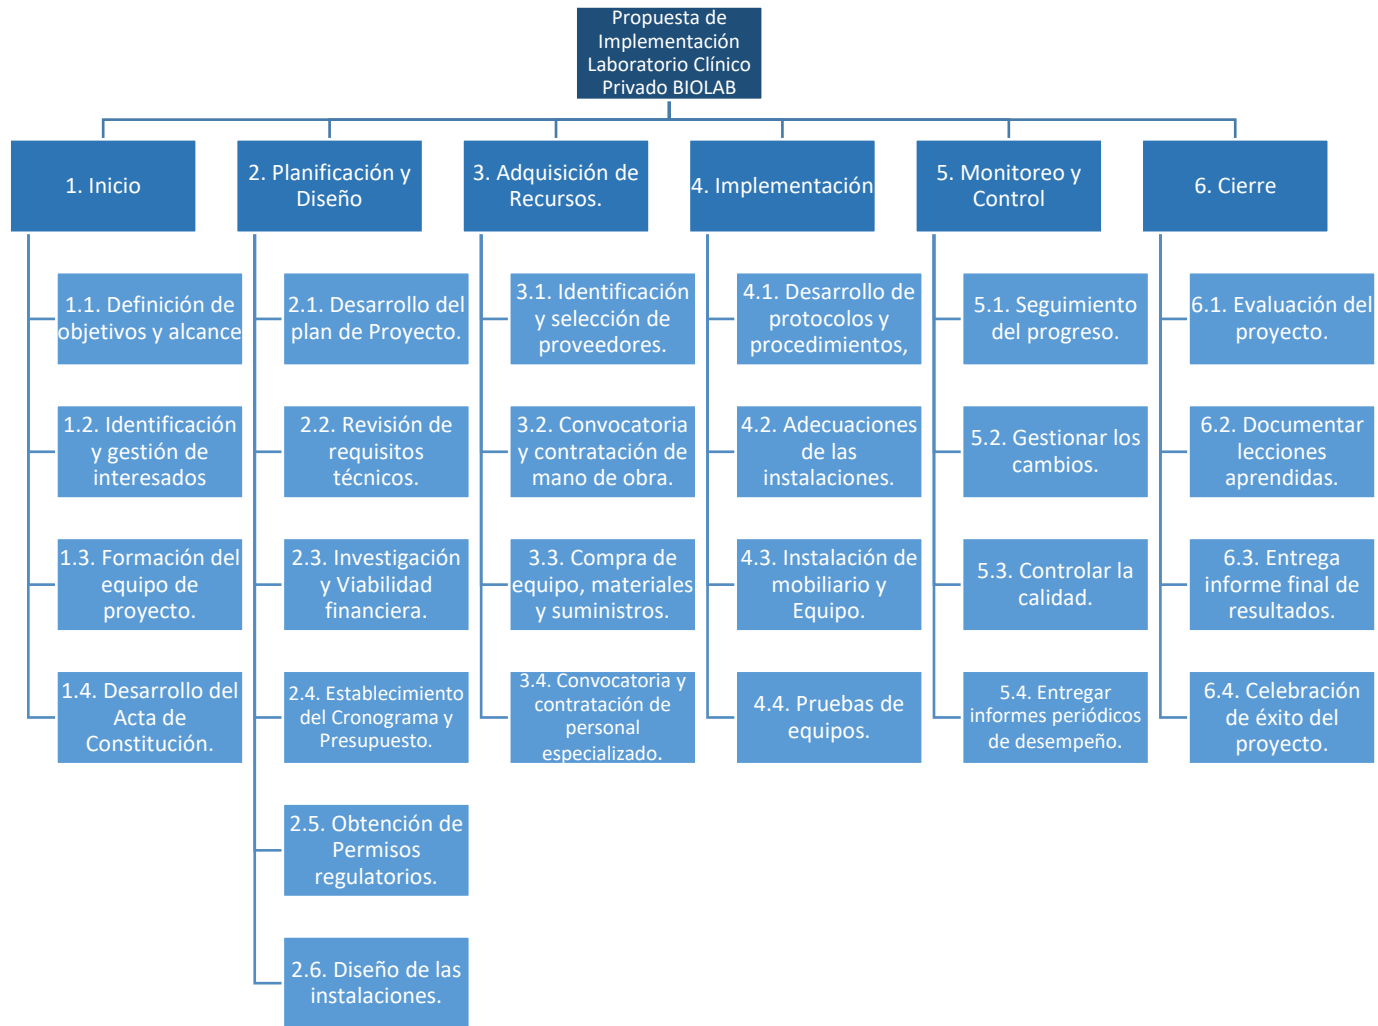 Propuesta de
Implementación
Laboratorio Clínico
Privado BIOLAB
1. Inicio
2. Planificación y
Diseño
3. Adquisición de
Recursos.
4. Implementación
5. Monitoreo y
Control
6. Cierre
1.1. Definición de
objetivos y alcance
1.2. Identificación
y gestión de
interesados
1.3. Formación del
equipo de
proyecto.
1.4. Desarrollo del
Acta de
Constitución.
2.1. Desarrollo del
plan de Proyecto.
2.2. Revisión de
requisitos
técnicos.
2.3. Investigación
y Viabilidad
financiera.
2.4. Establecimiento
del Cronograma y
Presupuesto.
2.5. Obtención de
Permisos
regulatorios.
2.6. Diseño de las
instalaciones.
3.1. Identificación
y selección de
proveedores.
3.2. Convocatoria
y contratación de
mano de obra.
3.3. Compra de
equipo, materiales
y suministros.
3.4. Convocatoria y
contratación de
personal
especializado.
4.1. Desarrollo de
protocolos y
procedimientos,
4.2. Adecuaciones
de las
instalaciones.
4.3. Instalación de
mobiliario y
Equipo.
4.4. Pruebas de
equipos.
5.1. Seguimiento
del progreso.
5.2. Gestionar los
cambios.
5.3. Controlar la
calidad.
5.4. Entregar
informes periódicos
de desempeño.
6.1. Evaluación del
proyecto.
6.2. Documentar
lecciones
aprendidas.
6.3. Entrega
informe final de
resultados.
6.4. Celebración
de éxito del
proyecto.